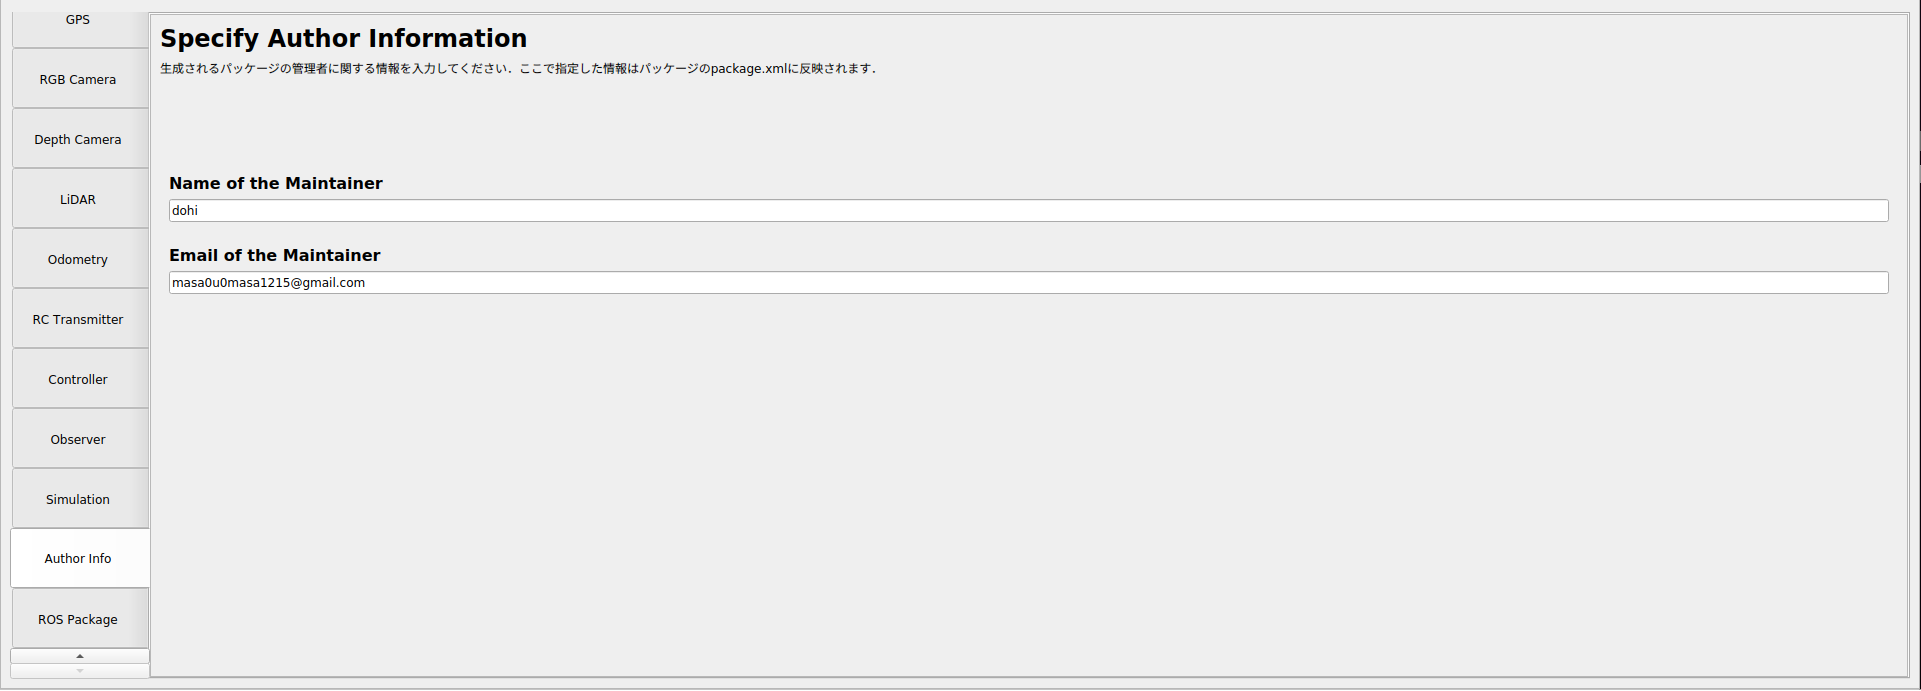 GPS
RGB Camera
Depth Camera
LiDAR
Odometry
RC Transmitter
Controller
Observer
Simulation
Author Info
ROS Package
Specify Author Information
生成されるパッケージの管理者に関する情報を入力してください．ここで指定した情報はパッケージのpackage.xmlに反映されます．
Name of the Maintainer
dohi
Email of the Maintainer
masa0u0masa1215@gmail.com